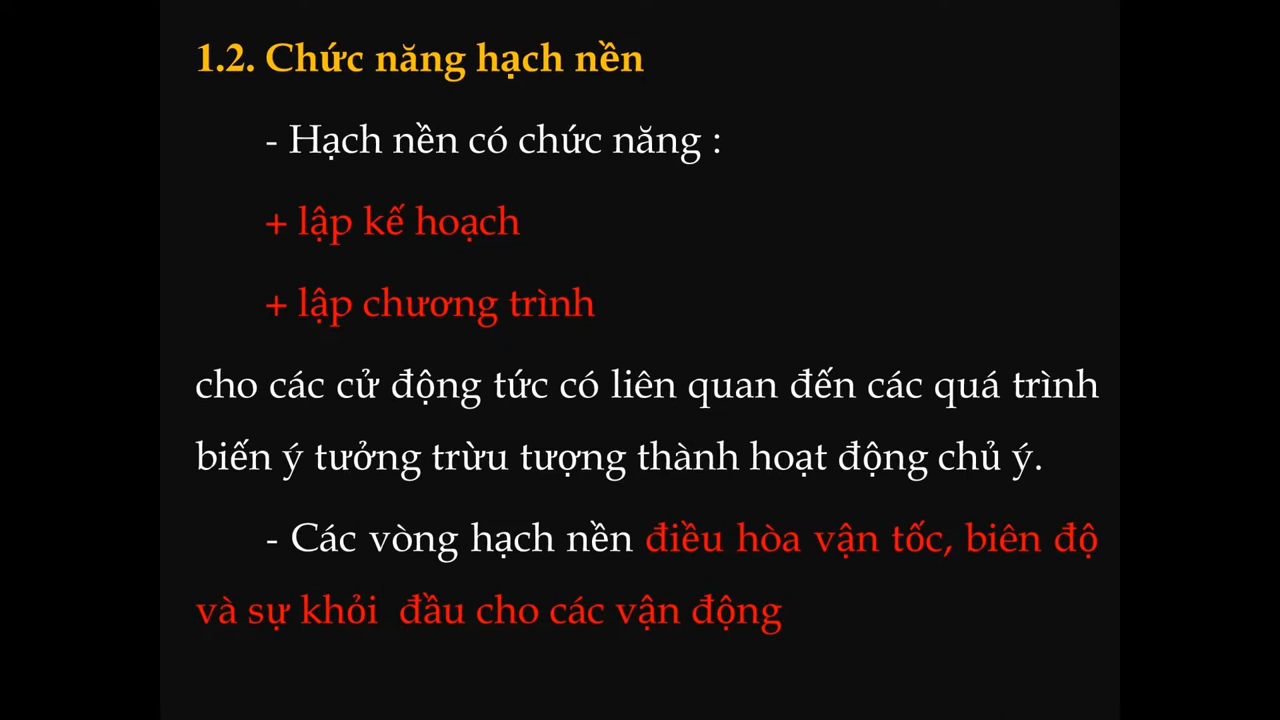 1.2. Chức năng hạch nền
- Hạch nền có chức năng :
+ lập kế hoạch
+ lập chương trình
cho các cử động tức có liên quan đến các quá trình
biến ý tưởng trừu tượng thành hoạt động chủ ý.
- Các vòng hạch nền điều hòa vận tốc, biên độ
và sự khỏi  đầu cho các vận động